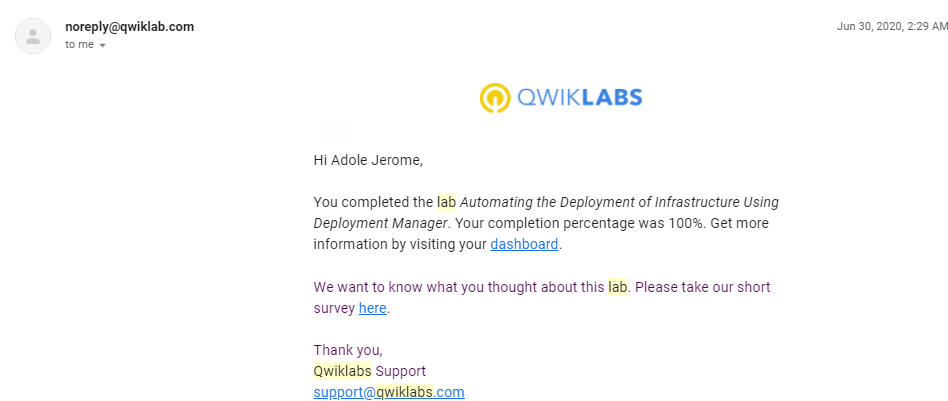 noreply@qwiklab.com
Jun 30, 2020, 2:29 AM
to me
QWIKLABS
Hi Adole Jerome,
You completed the lab Automating the Deployment of Infrastructure Using
Deployment Manager. Your completion percentage was 100%. Get more
information by visiting your dashboard.
We want to know what you thought about this lab. Please take our short
survey here.
Thank you,
Qwiklabs Support
support@qwiklabs.com